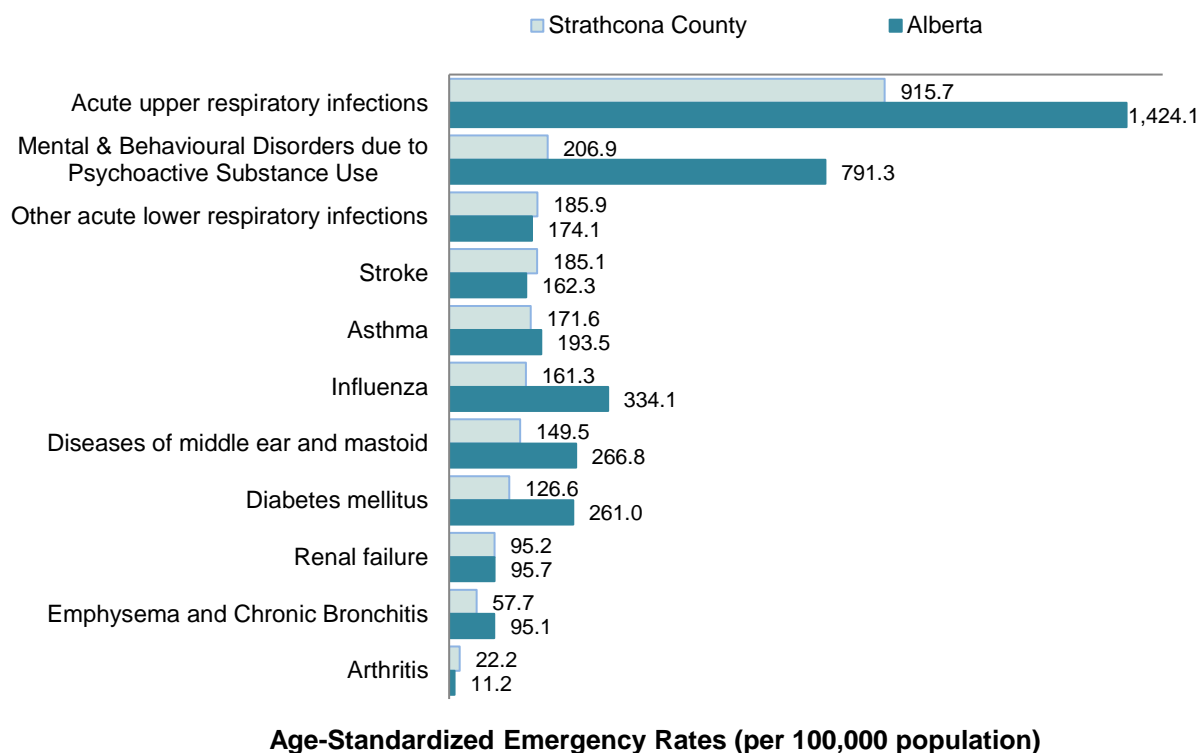 Strathcona County Alberta
Acute upper respiratory infections
915.7
1,424.1
Mental & Behavioural Disorders due to
Psychoactive Substance Use
206.9
791.3
Other acute lower respiratory infections
185.9
174.1
Stroke
185.1
162.3
Asthma
171.6
193.5
Influenza
161.3
334.1
Diseases of middle ear and mastoid
149.5
266.8
Diabetes mellitus
126.6
261.0
Renal failure
95.2
95.7
Emphysema and Chronic Bronchitis
57.7
95.1
Arthritis
22.2
11.2
Age-Standardized Emergency Rates (per 100,000 population)